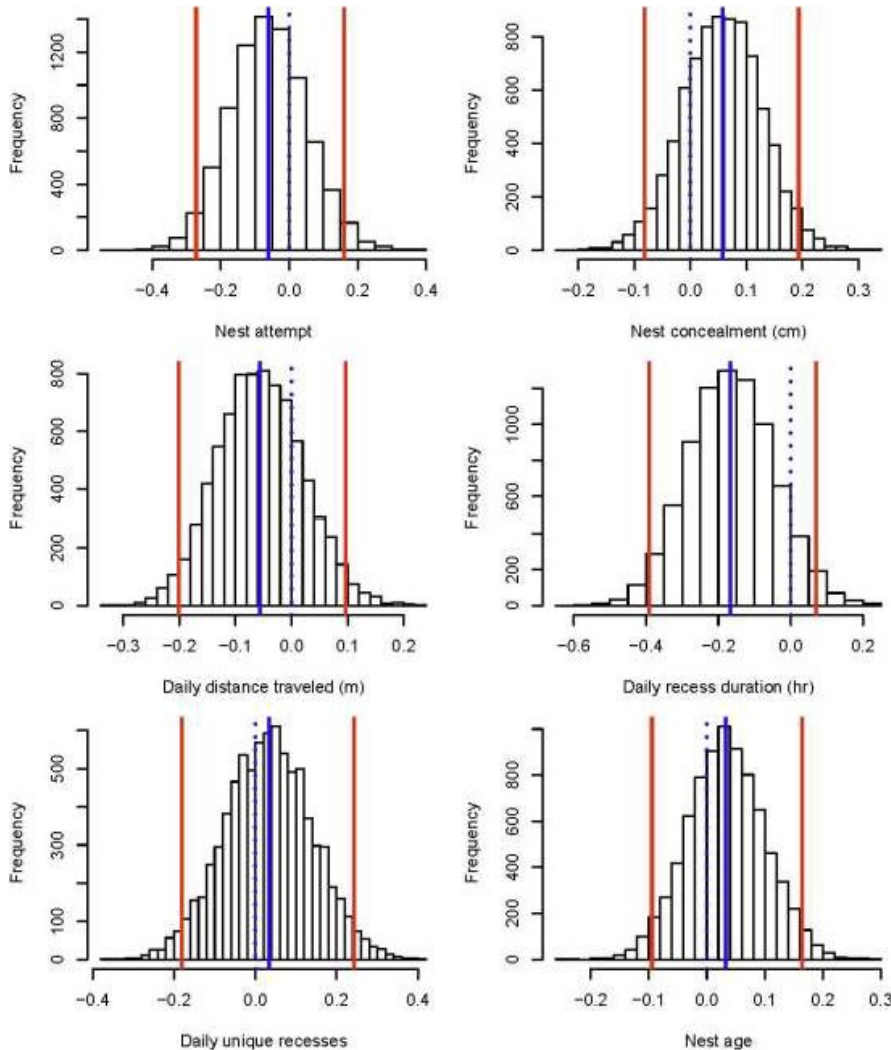 Frequency
0 400 800 1200
−0.4 −0.2 0.0 0.2 0.4
Nest attempt
Frequency
0 200 400 600 800
−0.2 −0.1 0.0 0.1 0.2 0.3
Nest concealment (cm)
Frequency
0 200 400 600 800
−0.3 −0.2 −0.1 0.0 0.1 0.2
Daily distance traveled (m)
Frequency
0 200 600 1000
−0.6 −0.4 −0.2 0.0 0.2
Daily recess duration (hr)
Frequency
0 100 300 500
−0.4 −0.2 0.0 0.2 0.4
Daily unique recesses
Frequency
0 200 400 600 800
−0.2 −0.1 0.0 0.1 0.2 0.3
Nest age